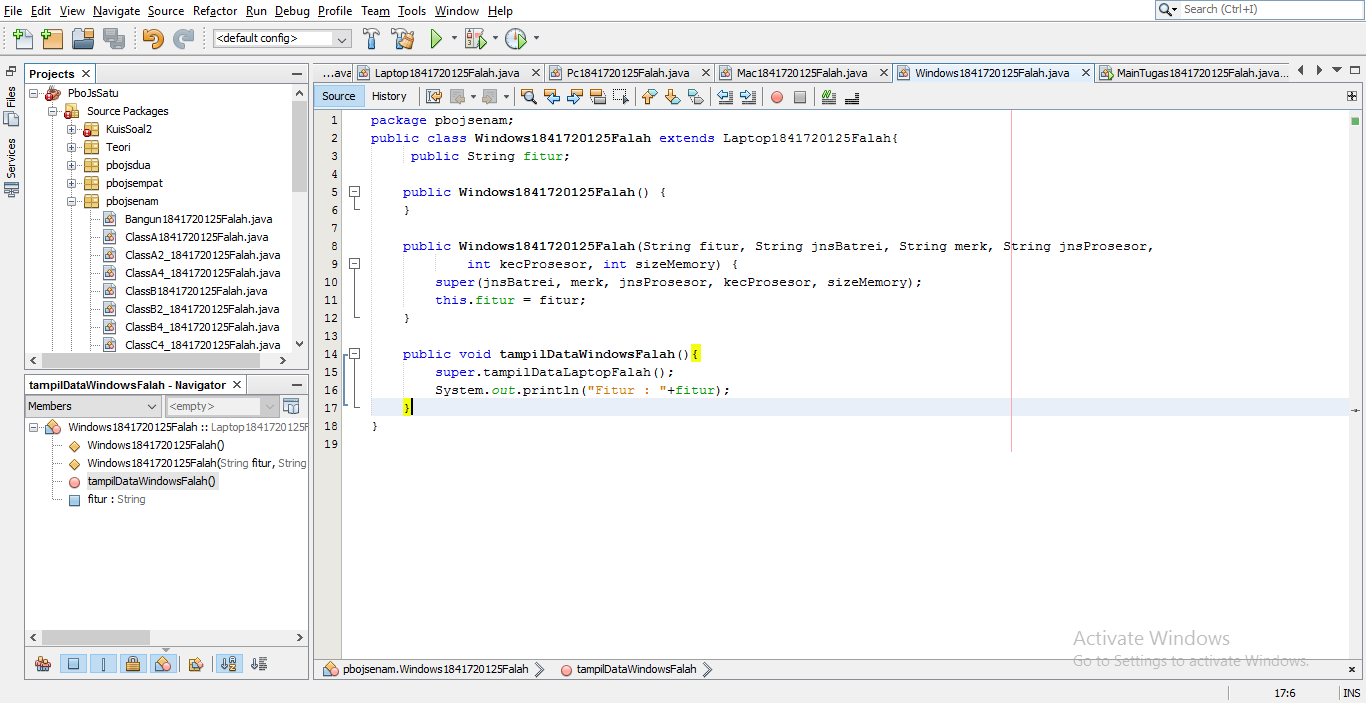 File Edit View Navigate Source Refactor Run Debug Profile Team Tools Window Help
Search (Ctrl+I)
<default config>
Projects
...ava Laptop1841720125Falah.java Pc1841720125Falah.java Mac1841720125Falah.java Windows1841720125Falah.java MainTugas1841720125Falah.java...
Source History
Files
Services
PboJsSatu
Source Packages
KuisSoal2
Teori
pbojsdua
pbojsempat
pbojsenam
Bangun1841720125Falah.java
ClassA1841720125Falah.java
ClassA2_1841720125Falah.java
ClassA4_1841720125Falah.java
ClassB1841720125Falah.java
ClassB2_1841720125Falah.java
ClassB4_1841720125Falah.java
ClassC4_1841720125Falah.java
tampilDataWindowsFalah - Navigator
Members <empty>
Windows1841720125Falah :: Laptop1841720125F
Windows1841720125Falah()
Windows1841720125Falah(String fitur, String
tampilDataWindowsFalah()
fitur : String
1 package pbojsenam;
2 public class Windows1841720125Falah extends Laptop1841720125Falah{
3 public String fitur;
4
5 public Windows1841720125Falah() {
6 }
7
8 public Windows1841720125Falah(String fitur, String jnsBatrei, String merk, String jnsProsesor,
9 int kecProsesor, int sizeMemory) {
10 super(jnsBatrei, merk, jnsProsesor, kecProsesor, sizeMemory);
11 this.fitur = fitur;
12 }
13
14 public void tampilDataWindowsFalah(){
15 super.tampilDataLaptopFalah();
16 System.out.println("Fitur : "+fitur);
17 }
18 }
19
Activate Windows
Go to Settings to activate Windows.
pbojsenam.Windows1841720125Falah tampilDataWindowsFalah
17:6 INS